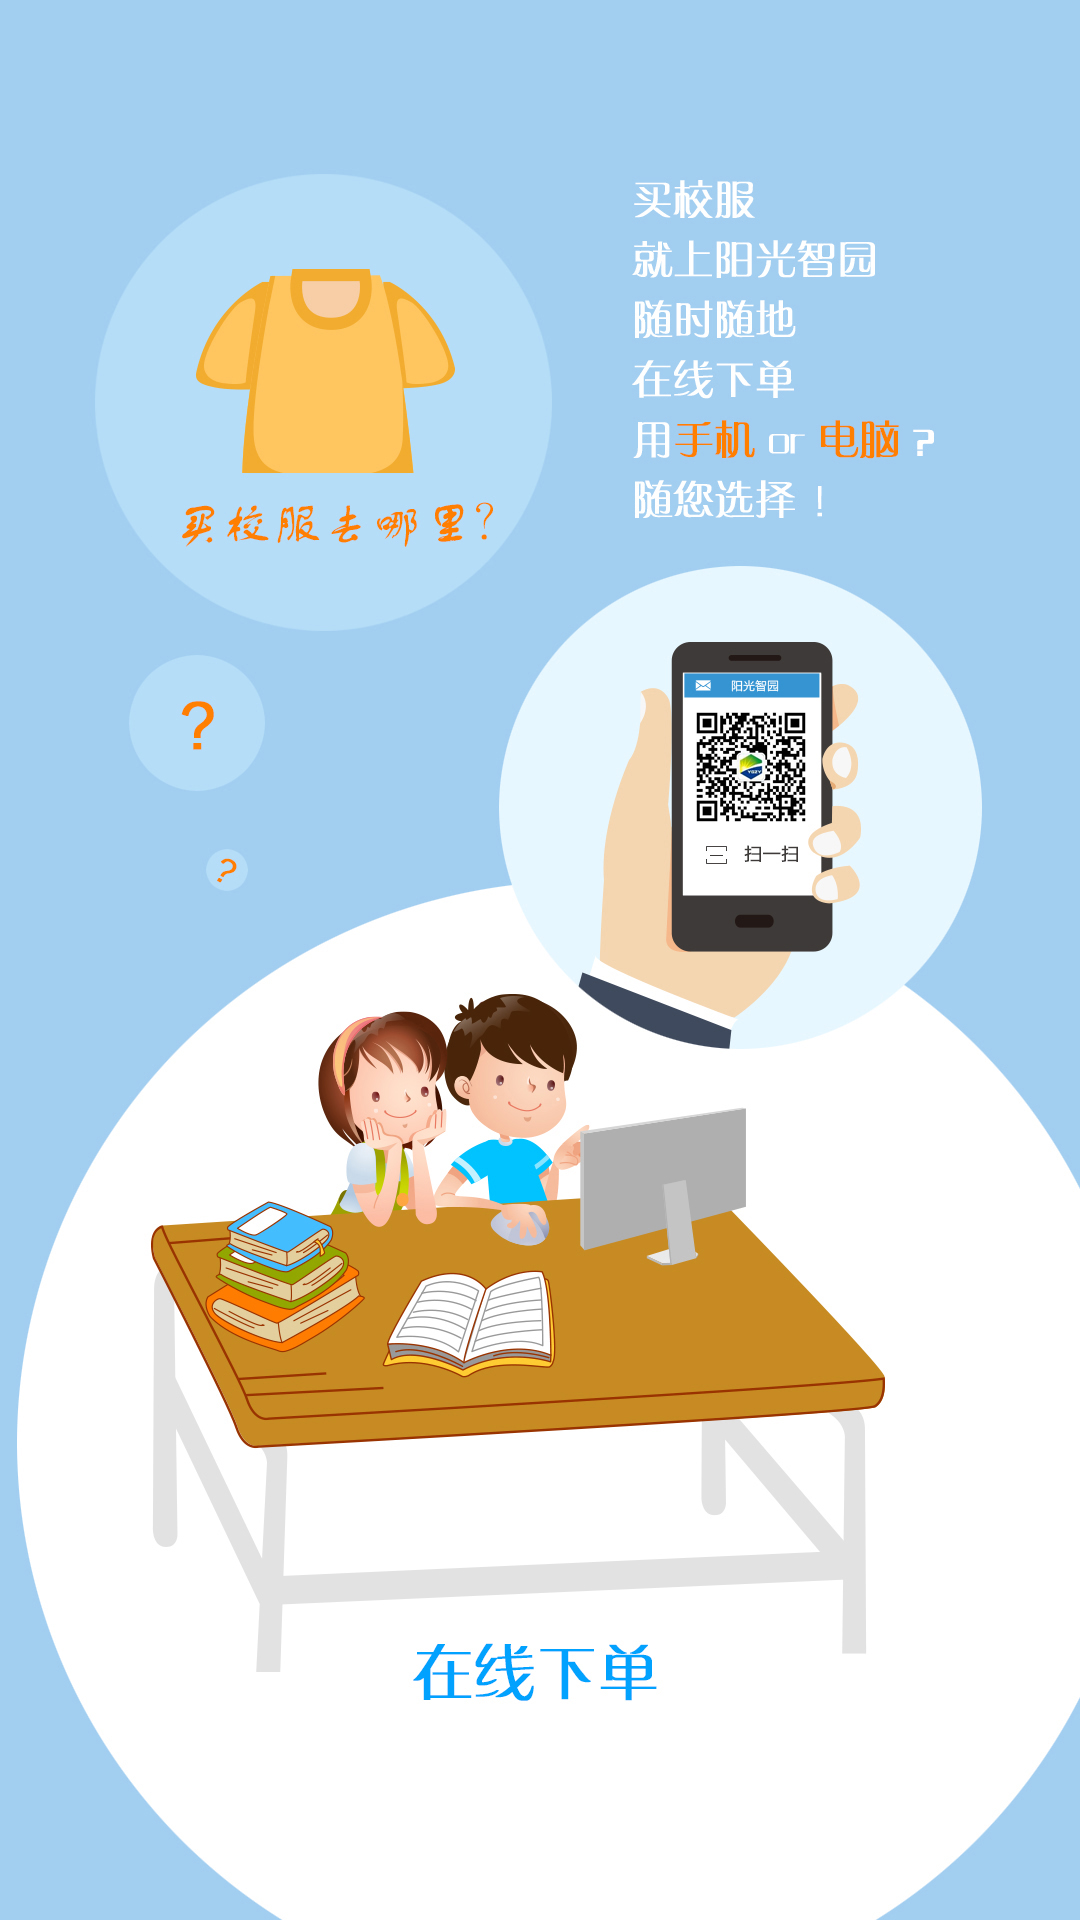 买校服
就上阳光智园
随时随地
在线下单
用手机 or 电脑？
随您选择！
买校服去哪里？
?
?
阳光智园
YGZY
扫一扫
在线下单